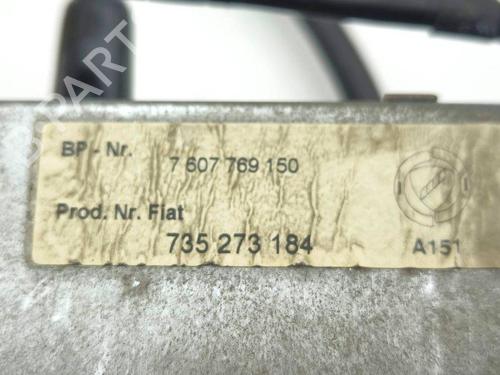 BP - Nr. 7 607 769 150
Prod. Nr. Fiat
735 273 184 A151